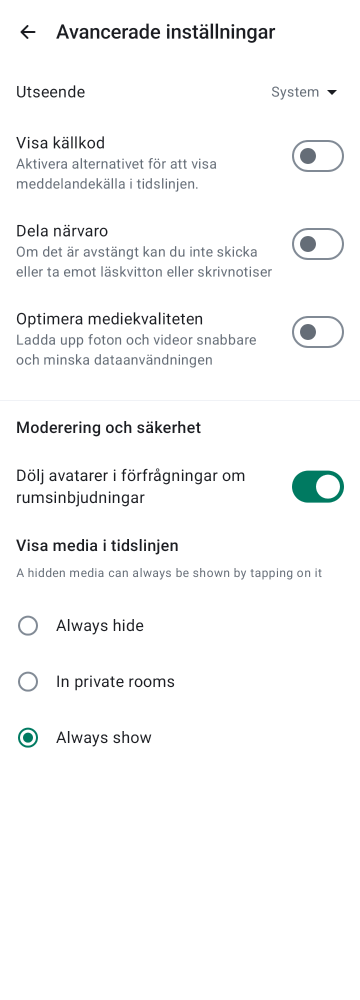 Avancerade inställningar
Utseende
System
Visa källkod
Aktivera alternativet för att visa
meddelandekälla i tidslinjen.
Dela närvaro
Om det är avstängt kan du inte skicka
eller ta emot läskvitton eller skrivnotiser
Optimera mediekvaliteten
Ladda upp foton och videor snabbare
och minska dataanvändningen
Moderering och säkerhet
Dölj avatarer i förfrågningar om
rumsinbjudningar
Visa media i tidslinjen
A hidden media can always be shown by tapping on it
Always hide
In private rooms
Always show